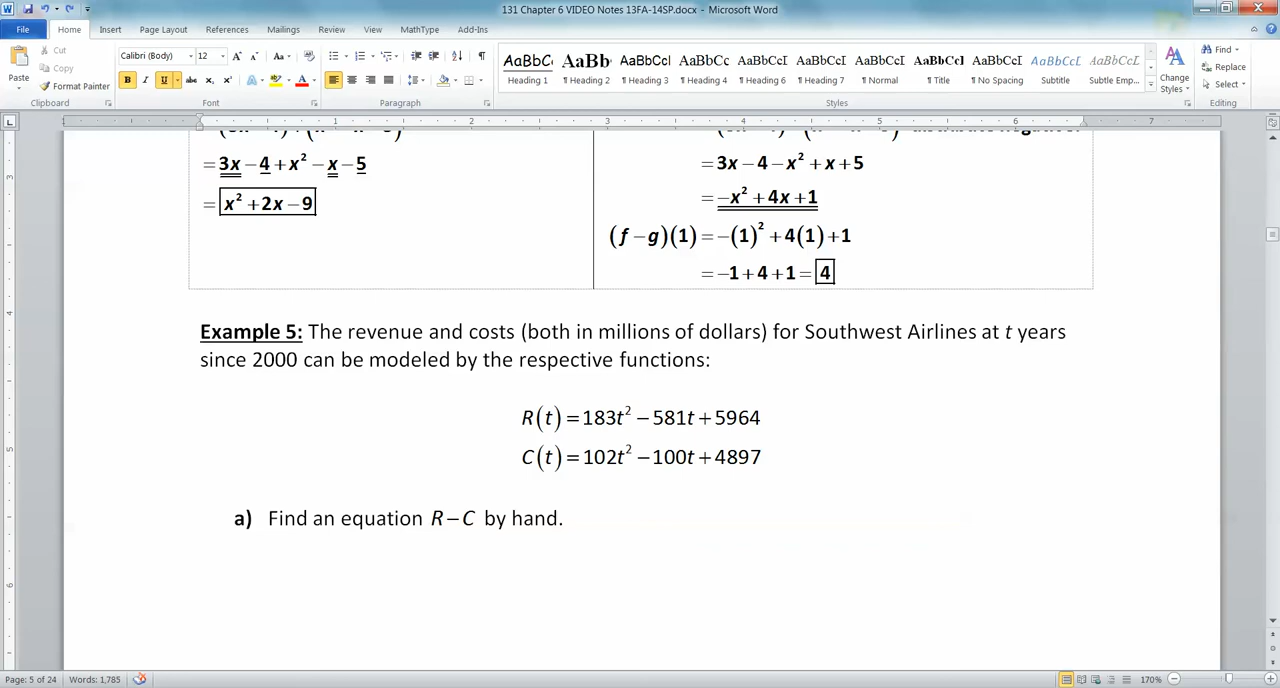 131 Chapter 6 VIDEO Notes 13FA-14SP.docx - Microsoft Word
File Home Insert Page Layout References Mailings Review View MathType Add-Ins
Paste
Cut
Copy
Format Painter
Clipboard
Calibri (Body) 12
Font
Paragraph
AaBbC AaBb AaBbCcI AaBbCc AaBbCcI AaBbCcI AaBbCcI AaBbCcI AaBbCcI AaBbCcI AaBbCcI
Heading 1 ¶ Heading 2 ¶ Heading 3 ¶ Heading 4 ¶ Heading 6 ¶ Heading 7 ¶ Normal ¶ Title ¶ No Spacing Subtitle Subtle Emp...
Styles
Change Styles
Find
Replace
Select
Editing
= 3x − 4 + x² − x − 5
= x² + 2x − 9
= 3x − 4 − x² + x + 5
= −x² + 4x + 1
(f − g)(1) = −(1)² + 4(1) + 1
= −1 + 4 + 1 = 4
Example 5: The revenue and costs (both in millions of dollars) for Southwest Airlines at t years
since 2000 can be modeled by the respective functions:
R(t) = 183t² − 581t + 5964
C(t) = 102t² − 100t + 4897
a) Find an equation R − C by hand.
Page: 5 of 24 Words: 1,785 170%